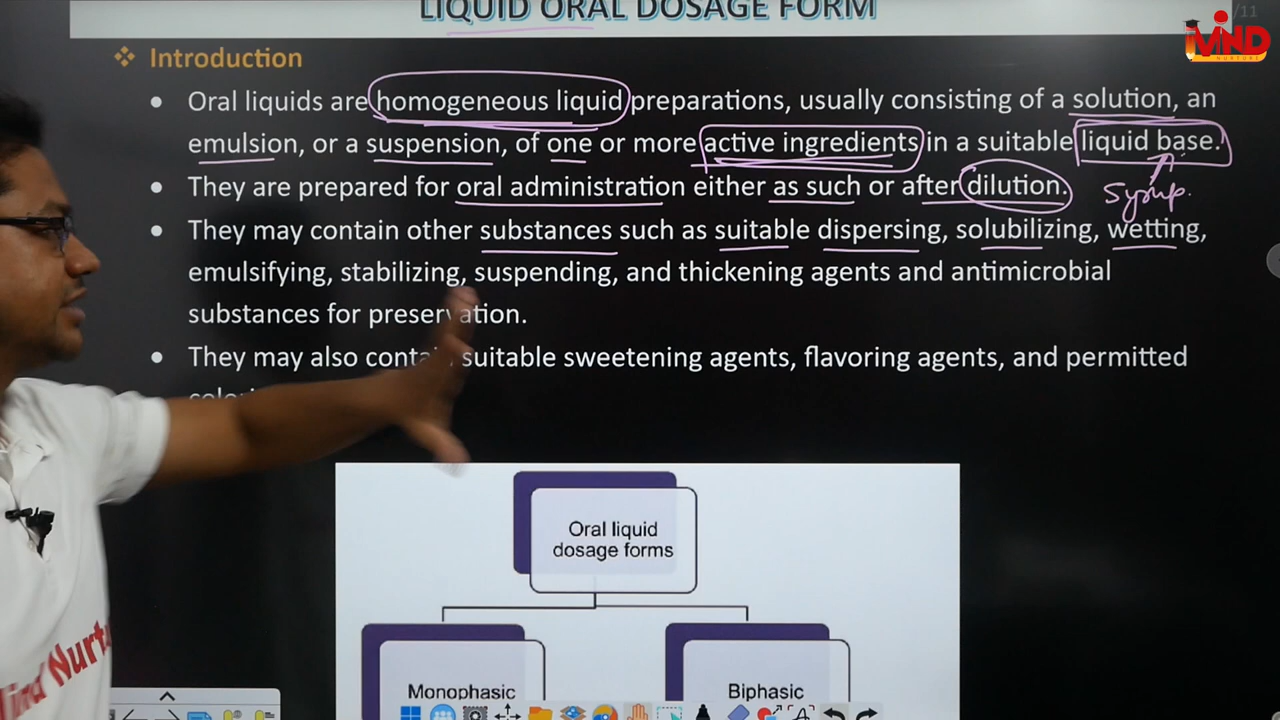 LIQUID ORAL DOSAGE FORM
/11
MIND
NURTURE
❖ Introduction
• Oral liquids are homogeneous liquid preparations, usually consisting of a solution, an
emulsion, or a suspension, of one or more active ingredients in a suitable liquid base.
• They are prepared for oral administration either as such or after dilution.
syrup.
• They may contain other substances such as suitable dispersing, solubilizing, wetting,
emulsifying, stabilizing, suspending, and thickening agents and antimicrobial
substances for preservation.
• They may also suitable sweetening agents, flavoring agents, and permitted
Oral liquid
dosage forms
Monophasic
Biphasic